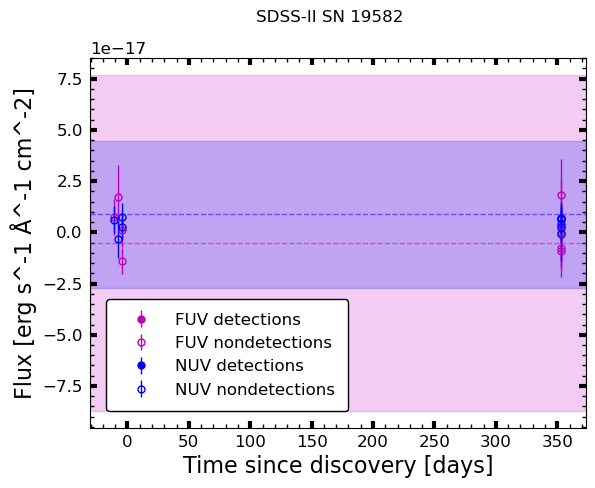 SDSS-II SN 19582
1e−17
7.5
5.0
2.5
0.0
−2.5
−5.0
−7.5
Flux [erg s^-1 Å^-1 cm^-2]
FUV detections
FUV nondetections
NUV detections
NUV nondetections
0 50 100 150 200 250 300 350
Time since discovery [days]